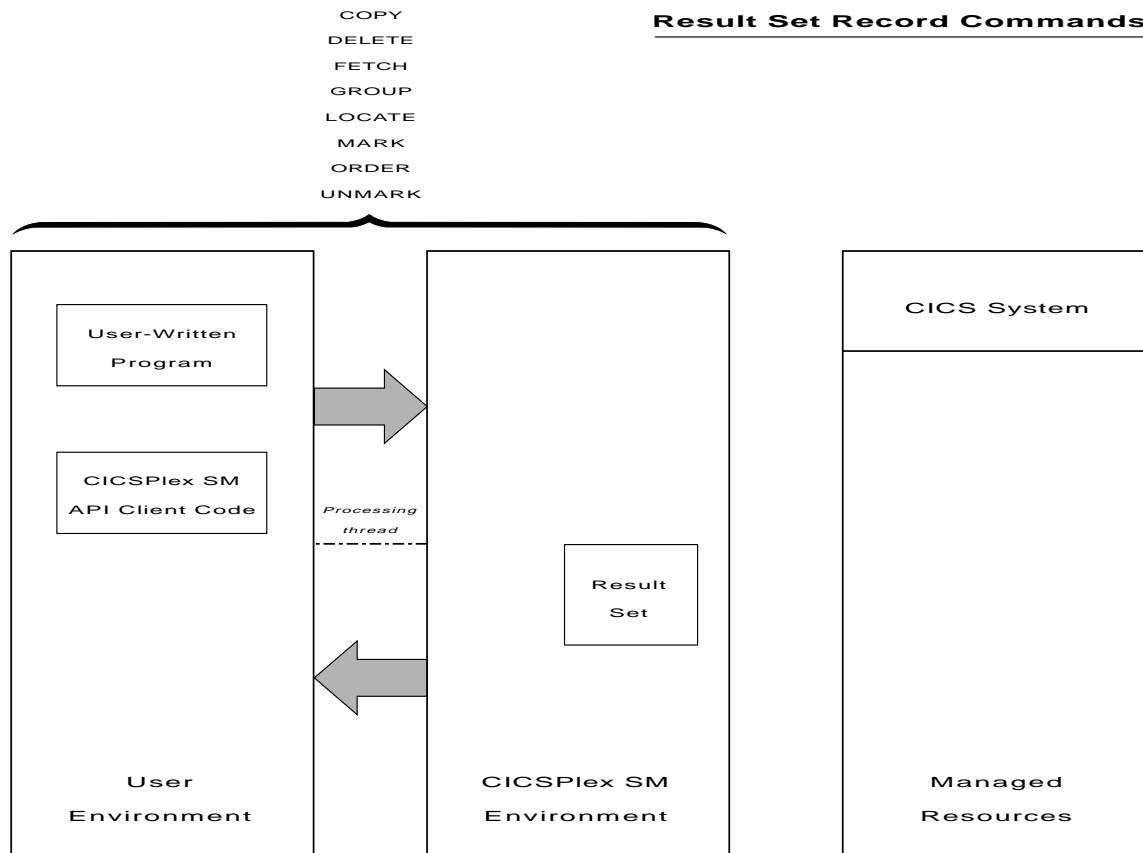 Result Set Record Commands
COPY
DELETE
FETCH
GROUP
LOCATE
MARK
ORDER
UNMARK
User-Written
Program
CICSPlex SM
API Client Code
Processing
thread
Result
Set
CICS System
User
Environment
CICSPlex SM
Environment
Managed
Resources